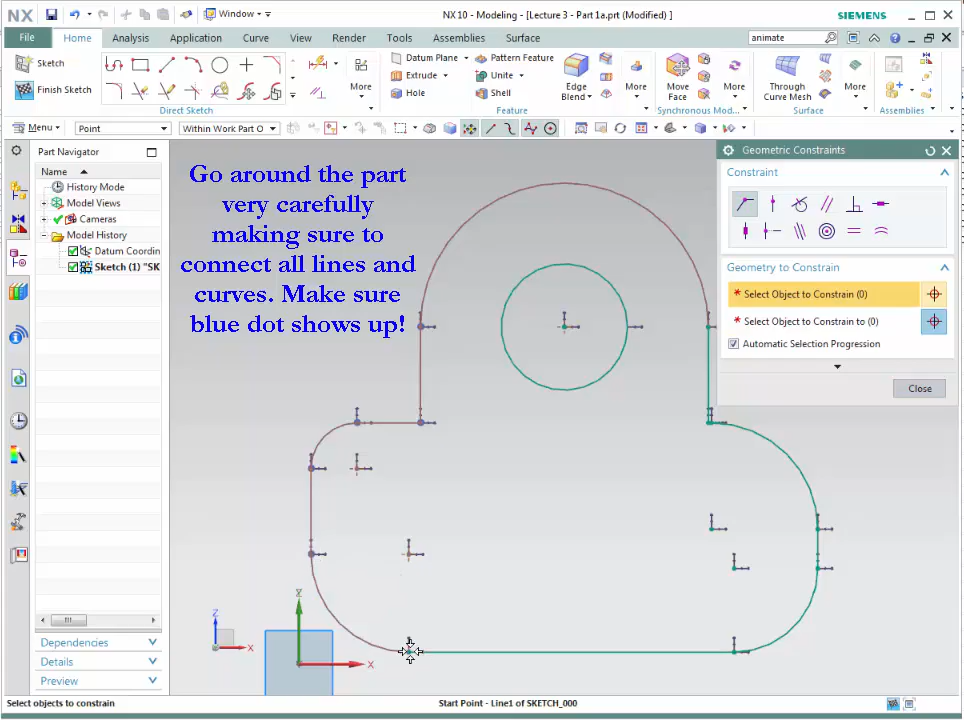 NX
Window
NX 10 - Modeling - [Lecture 3 - Part 1a.prt (Modified) ]
SIEMENS
File
Home
Analysis
Application
Curve
View
Render
Tools
Assemblies
Surface
animate
Sketch
Finish Sketch
Direct Sketch
More
Datum Plane
Extrude
Hole
Pattern Feature
Unite
Shell
Edge
Blend
More
Feature
Move
Face
More
Synchronous Mod...
Through
Curve Mesh
More
Surface
Assemblies
Menu
Point
Within Work Part O
Part Navigator
Name
History Mode
Model Views
Cameras
Model History
Datum Coordin
Sketch (1) "SK
Dependencies
Details
Preview
Go around the part
very carefully
making sure to
connect all lines and
curves. Make sure
blue dot shows up!
Geometric Constraints
Constraint
Geometry to Constrain
* Select Object to Constrain (0)
* Select Object to Constrain to (0)
Automatic Selection Progression
Close
Z
X
Y
X
Select objects to constrain
Start Point - Line1 of SKETCH_000